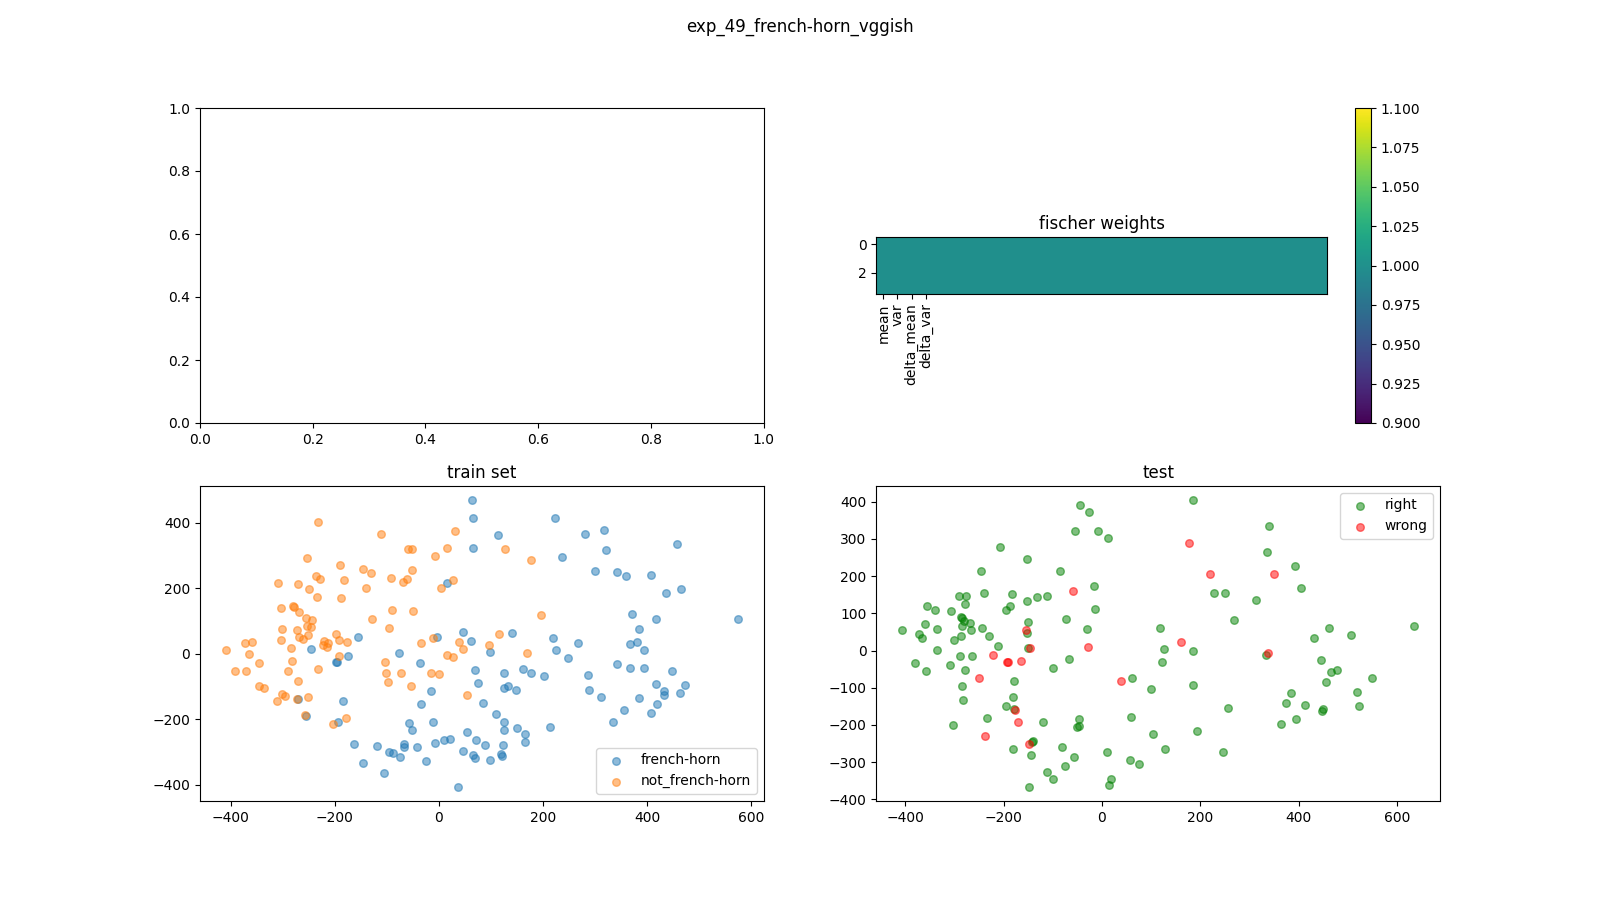 exp_49_french-horn_vggish
1.0
0.8
0.6
0.4
0.2
0.0
0.0 0.2 0.4 0.6 0.8 1.0
fischer weights
0
2
mean
var
delta_mean
delta_var
1.100
1.075
1.050
1.025
1.000
0.975
0.950
0.925
0.900
train set
400
200
0
−200
−400
−400 −200 0 200 400 600
french-horn
not_french-horn
test
400
300
200
100
0
−100
−200
−300
−400
−400 −200 0 200 400 600
right
wrong